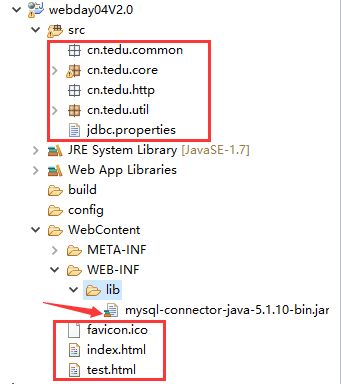 webday04V2.0
src
cn.tedu.common
cn.tedu.core
cn.tedu.http
cn.tedu.util
jdbc.properties
JRE System Library [JavaSE-1.7]
Web App Libraries
build
config
WebContent
META-INF
WEB-INF
lib
mysql-connector-java-5.1.10-bin.jar
favicon.ico
index.html
test.html